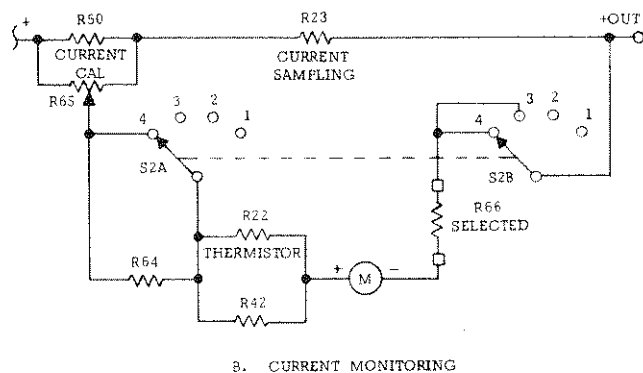 + R50 R23 +OUT
CURRENT CURRENT
CAL SAMPLING
R65
4 3 2 1
4 3 2 1
S2A S2B
R22 R66
THERMISTOR SELECTED
R64 + M -
R42
B. CURRENT MONITORING